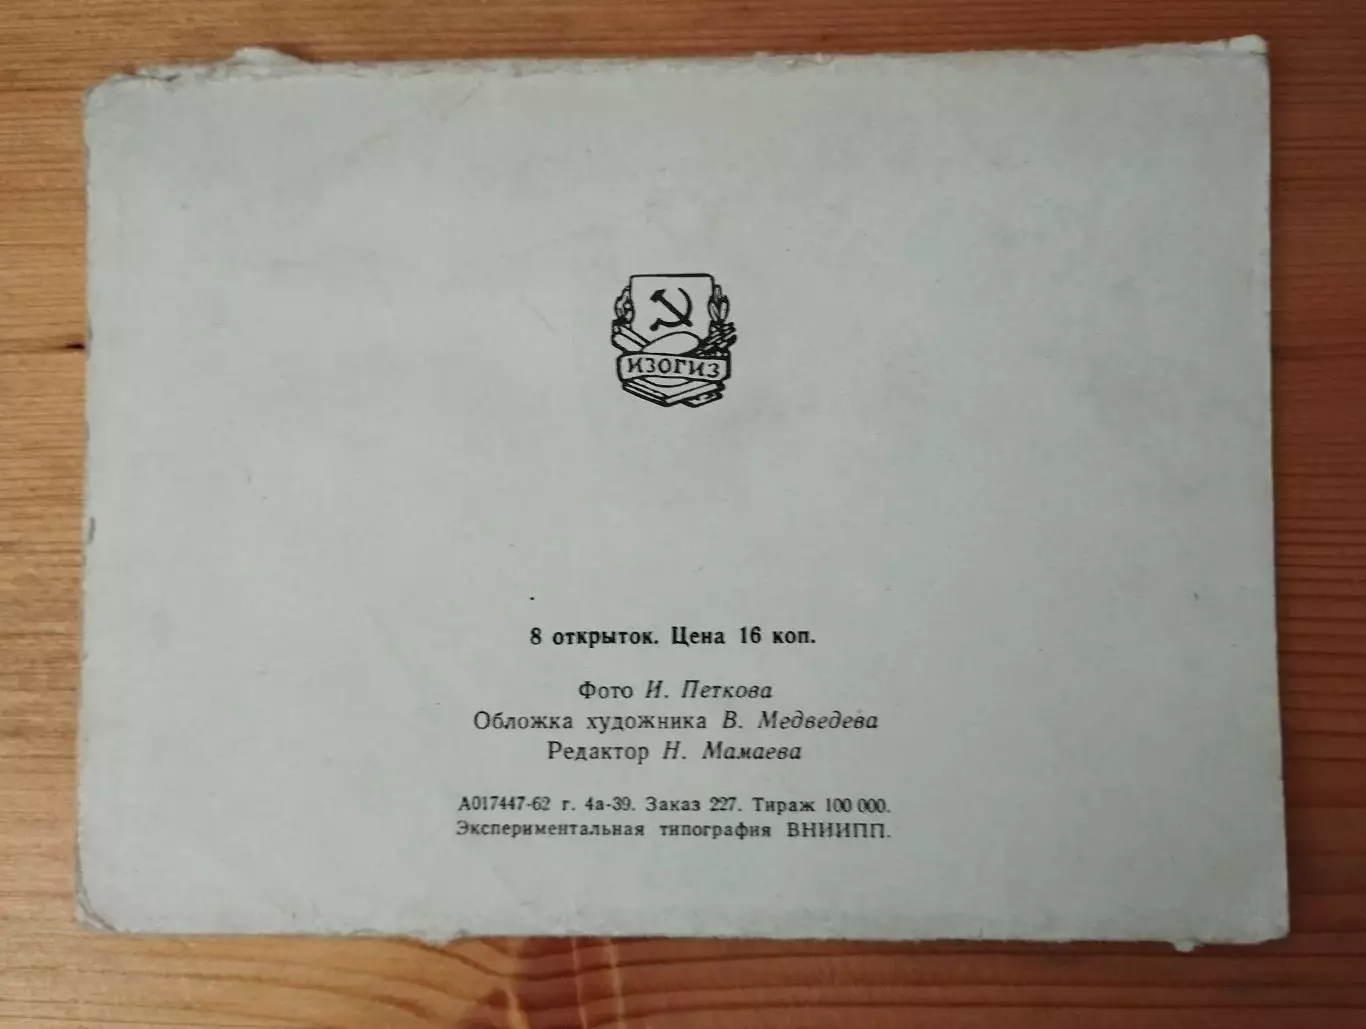 ИЗОГИЗ
8 открыток. Цена 16 коп.
Фото И. Петкова
Обложка художника В. Медведева
Редактор Н. Мамаева
А017447-62 г. 4а-39. Заказ 227. Тираж 100 000.
Экспериментальная типография ВНИИПП.